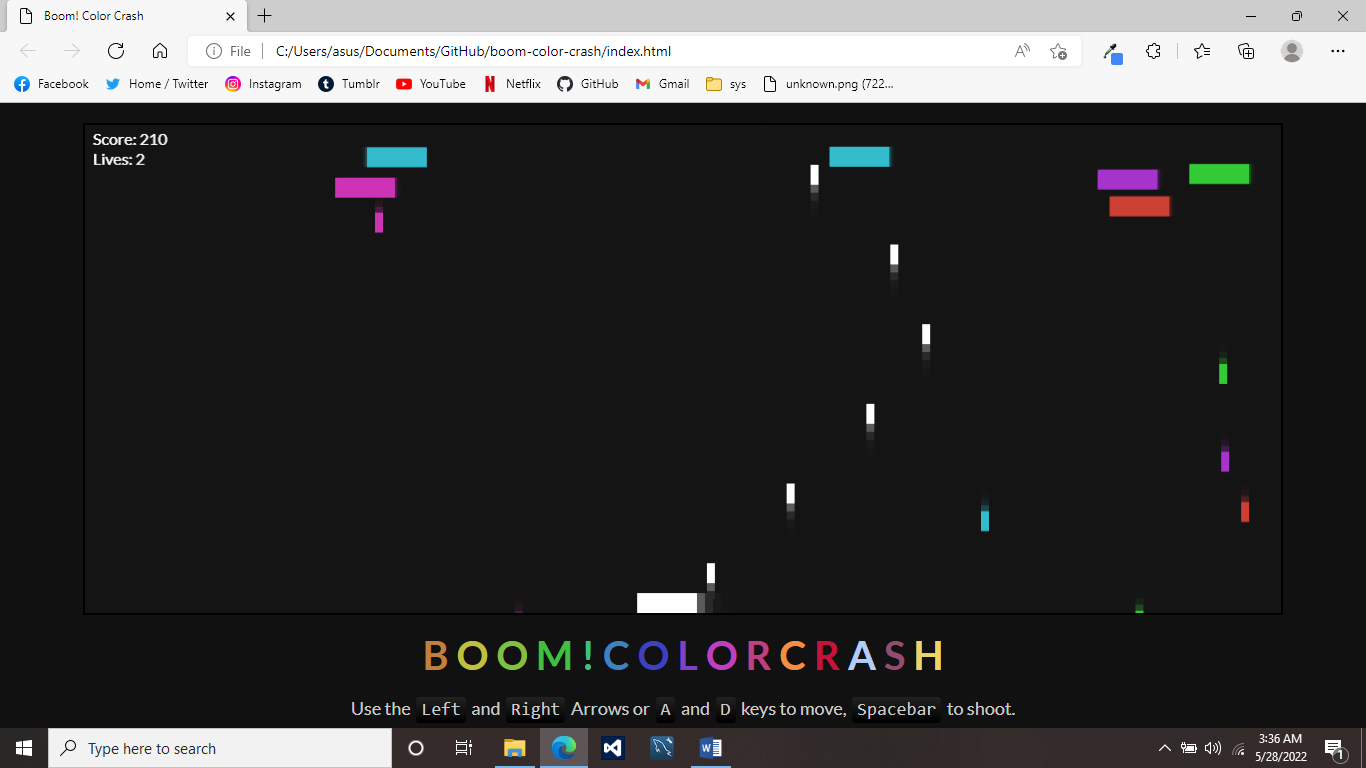 Boom! Color Crash
File
C:/Users/asus/Documents/GitHub/boom-color-crash/index.html
Facebook Home / Twitter Instagram Tumblr YouTube Netflix GitHub Gmail sys unknown.png (722...
Score: 210
Lives: 2
BOOM!COLORCRASH
Use the Left and Right Arrows or A and D keys to move, Spacebar to shoot.
Type here to search
3:36 AM
5/28/2022
1